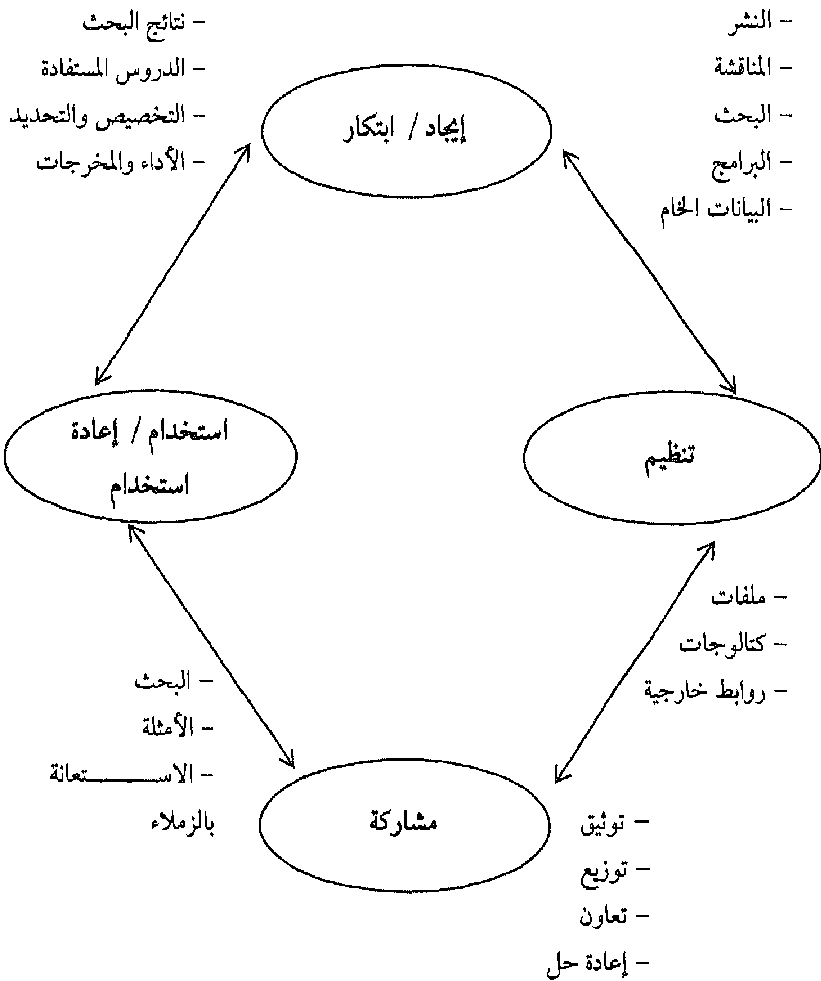 – النشر
– المناقشة
– البحث
– البرامج
– البيانات الخام
– نتائج البحث
– الدروس المستفادة
– التخصيص والتحديد
– الأداء والمخرجات
إيجاد / ابتكار
تنظيم
استخدام / إعادة
استخدام
– ملفات
– كتالوجات
– روابط خارجية
– البحث
– الأمثلة
– الاســـــــتعانة
بالزملاء
مشاركة
– توثيق
– توزيع
– تعاون
– إعادة حل